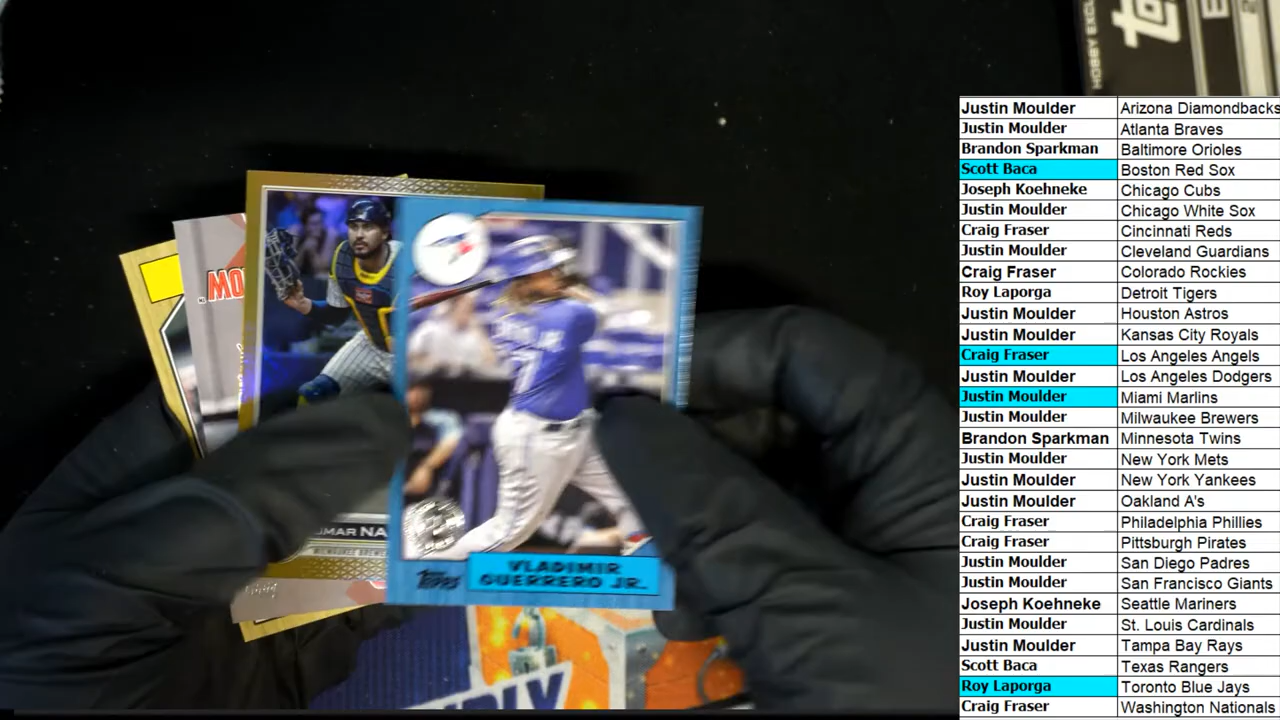 HOBBY EXCL
Justin Moulder Arizona Diamondbacks
Justin Moulder Atlanta Braves
Brandon Sparkman Baltimore Orioles
Scott Baca Boston Red Sox
Joseph Koehneke Chicago Cubs
Justin Moulder Chicago White Sox
Craig Fraser Cincinnati Reds
Justin Moulder Cleveland Guardians
Craig Fraser Colorado Rockies
Roy Laporga Detroit Tigers
Justin Moulder Houston Astros
Justin Moulder Kansas City Royals
Craig Fraser Los Angeles Angels
Justin Moulder Los Angeles Dodgers
Justin Moulder Miami Marlins
Justin Moulder Milwaukee Brewers
Brandon Sparkman Minnesota Twins
Justin Moulder New York Mets
Justin Moulder New York Yankees
Justin Moulder Oakland A's
Craig Fraser Philadelphia Phillies
Craig Fraser Pittsburgh Pirates
Justin Moulder San Diego Padres
Justin Moulder San Francisco Giants
Joseph Koehneke Seattle Mariners
Justin Moulder St. Louis Cardinals
Justin Moulder Tampa Bay Rays
Scott Baca Texas Rangers
Roy Laporga Toronto Blue Jays
Craig Fraser Washington Nationals
MAR NA
MILWAUKEE BREWE
Topps
VLADIMIR
GUERRERO JR.